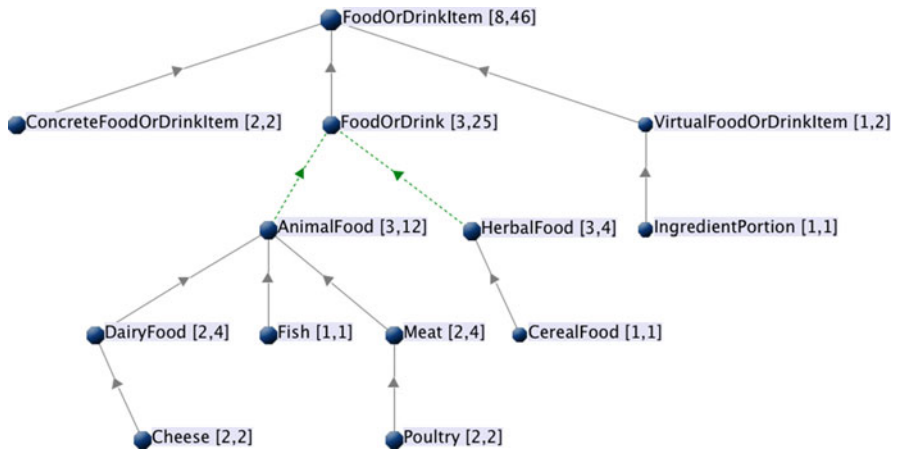 FoodOrDrinkItem [8,46]
ConcreteFoodOrDrinkItem [2,2]
FoodOrDrink [3,25]
VirtualFoodOrDrinkItem [1,2]
AnimalFood [3,12]
HerbalFood [3,4]
IngredientPortion [1,1]
DairyFood [2,4]
Fish [1,1]
Meat [2,4]
CerealFood [1,1]
Cheese [2,2]
Poultry [2,2]